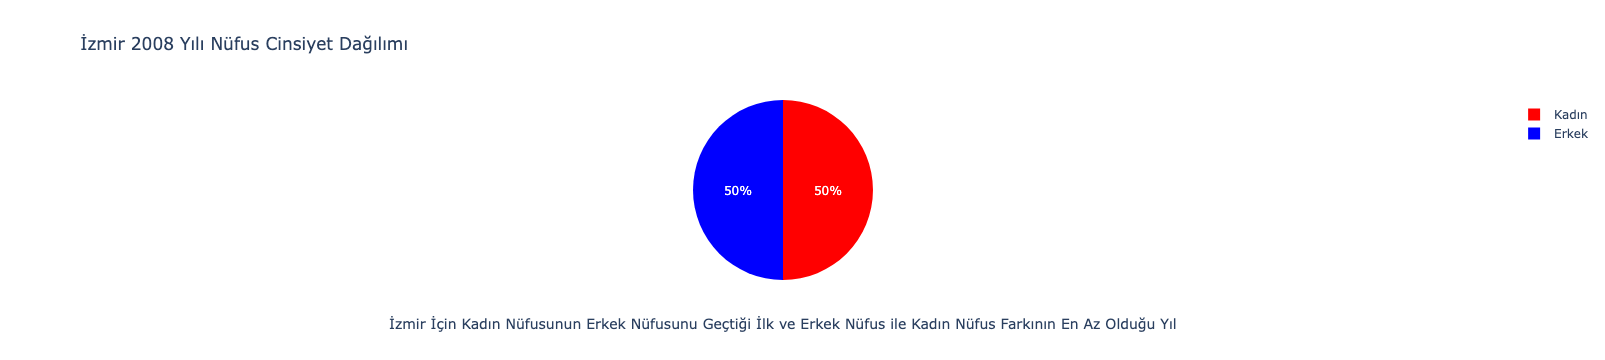 İzmir 2008 Yılı Nüfus Cinsiyet Dağılımı
Kadın
Erkek
50%
50%
İzmir İçin Kadın Nüfusunun Erkek Nüfusunu Geçtiği İlk ve Erkek Nüfus ile Kadın Nüfus Farkının En Az Olduğu Yıl